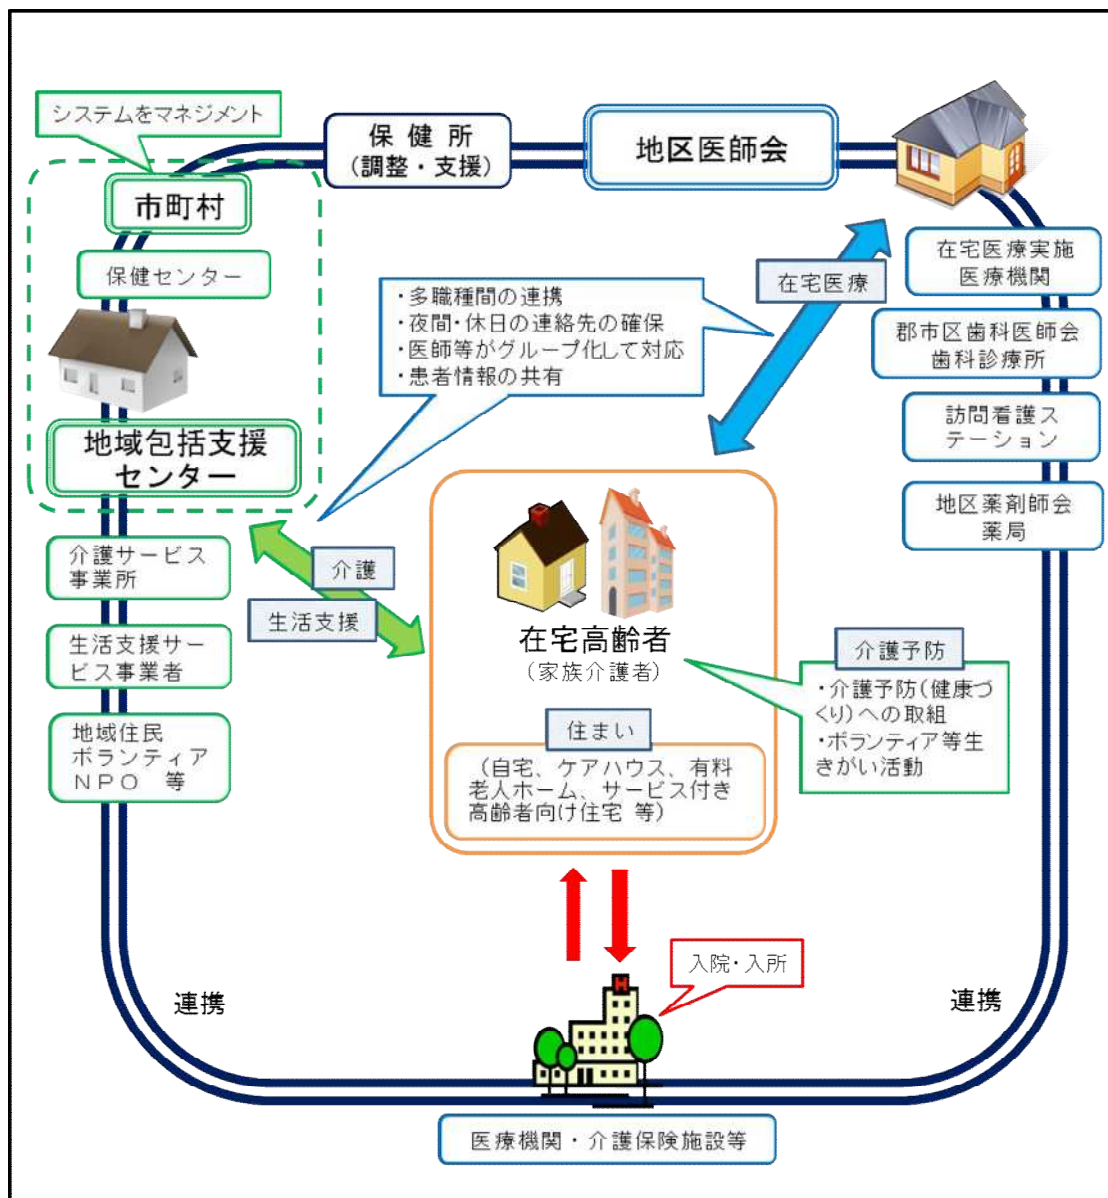 システムをマネジメント
保健所
(調整・支援)
地区医師会
市町村
保健センター
地域包括支援
センター
介護サービス
事業所
生活支援サー
ビス事業者
地域住民
ボランティア
NPO 等
・多職種間の連携
・夜間・休日の連絡先の確保
・医師等がグループ化して対応
・患者情報の共有
在宅医療
在宅医療実施
医療機関
郡市区歯科医師会
歯科診療所
訪問看護ス
テーション
地区薬剤師会
薬局
介護
生活支援
在宅高齢者
(家族介護者)
住まい
(自宅、ケアハウス、有料
老人ホーム、サービス付き
高齢者向け住宅 等)
介護予防
・介護予防(健康づ
くり)への取組
・ボランティア等生
きがい活動
入院・入所
H
連携
連携
医療機関・介護保険施設等